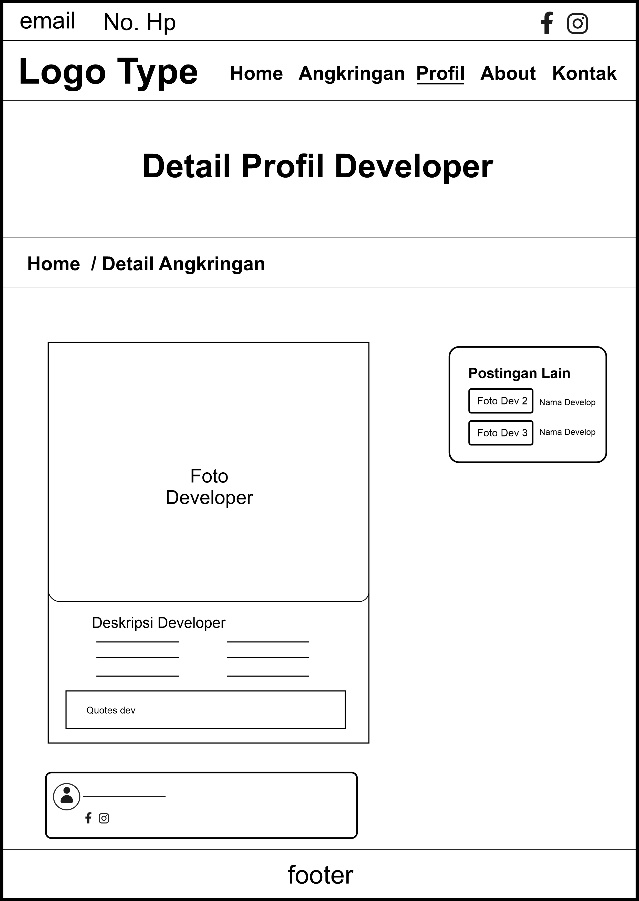 email No. Hp
Logo Type Home Angkringan Profil About Kontak
Detail Profil Developer
Home / Detail Angkringan
Foto
Developer
Deskripsi Developer
Quotes dev
Postingan Lain
Foto Dev 2 Nama Develop
Foto Dev 3 Nama Develop
footer